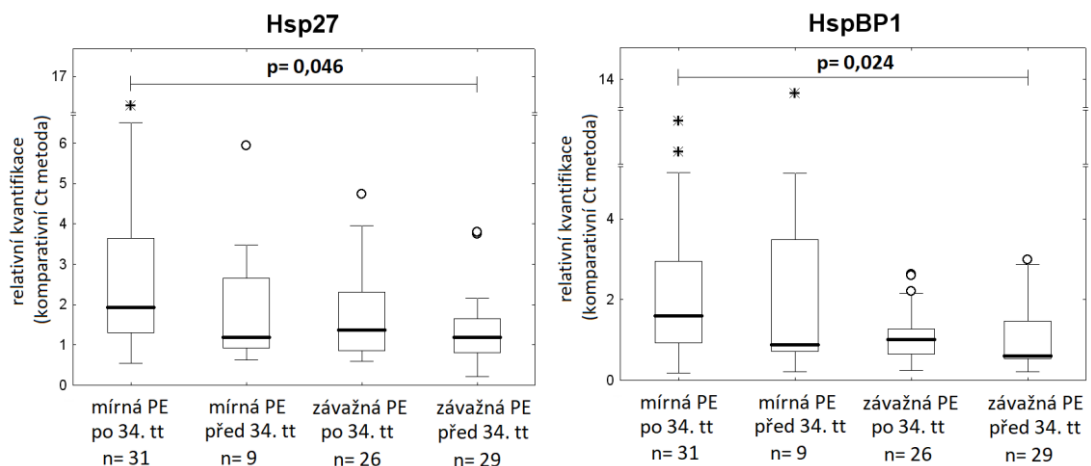 Hsp27
17
p= 0,046
relativní kvantifikace
(komparativní Ct metoda)
6
5
4
3
2
1
0
mírná PE
po 34. tt
n= 31
mírná PE
před 34. tt
n= 9
závažná PE
po 34. tt
n= 26
závažná PE
před 34. tt
n= 29
HspBP1
14
p= 0,024
relativní kvantifikace
(komparativní Ct metoda)
4
2
0
mírná PE
po 34. tt
n= 31
mírná PE
před 34. tt
n= 9
závažná PE
po 34. tt
n= 26
závažná PE
před 34. tt
n= 29